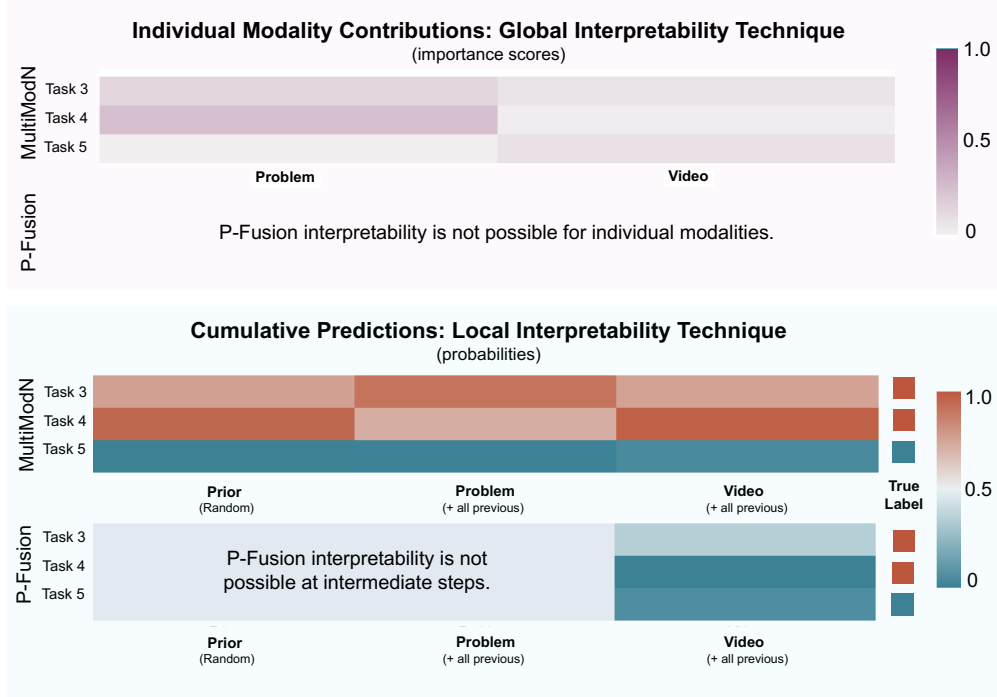 Individual Modality Contributions: Global Interpretability Technique
(importance scores)
MultiModN
Task 3
Task 4
Task 5
Problem
Video
1.0
0.5
0
P-Fusion
P-Fusion interpretability is not possible for individual modalities.
Cumulative Predictions: Local Interpretability Technique
(probabilities)
MultiModN
Task 3
Task 4
Task 5
Prior
(Random)
Problem
(+ all previous)
Video
(+ all previous)
True
Label
1.0
0.5
0
P-Fusion
Task 3
Task 4
Task 5
P-Fusion interpretability is not
possible at intermediate steps.
Prior
(Random)
Problem
(+ all previous)
Video
(+ all previous)